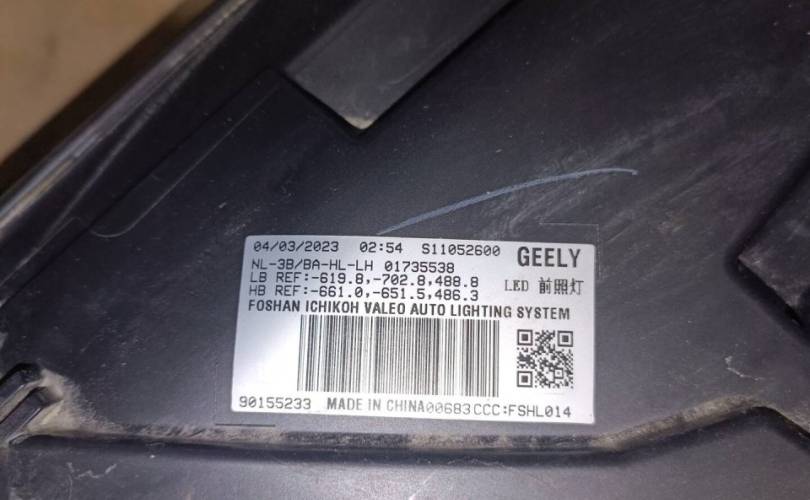 04/03/2023 02:54 S11052600 GEELY
NL-3B/BA-HL-LH 01735538
LB REF:-619.8,-702.8,488.8 LED 前照灯
HB REF:-661.0,-651.5,486.3
FOSHAN ICHIKOH VALEO AUTO LIGHTING SYSTEM
90155233 MADE IN CHINA00683 CCC:FSHL014